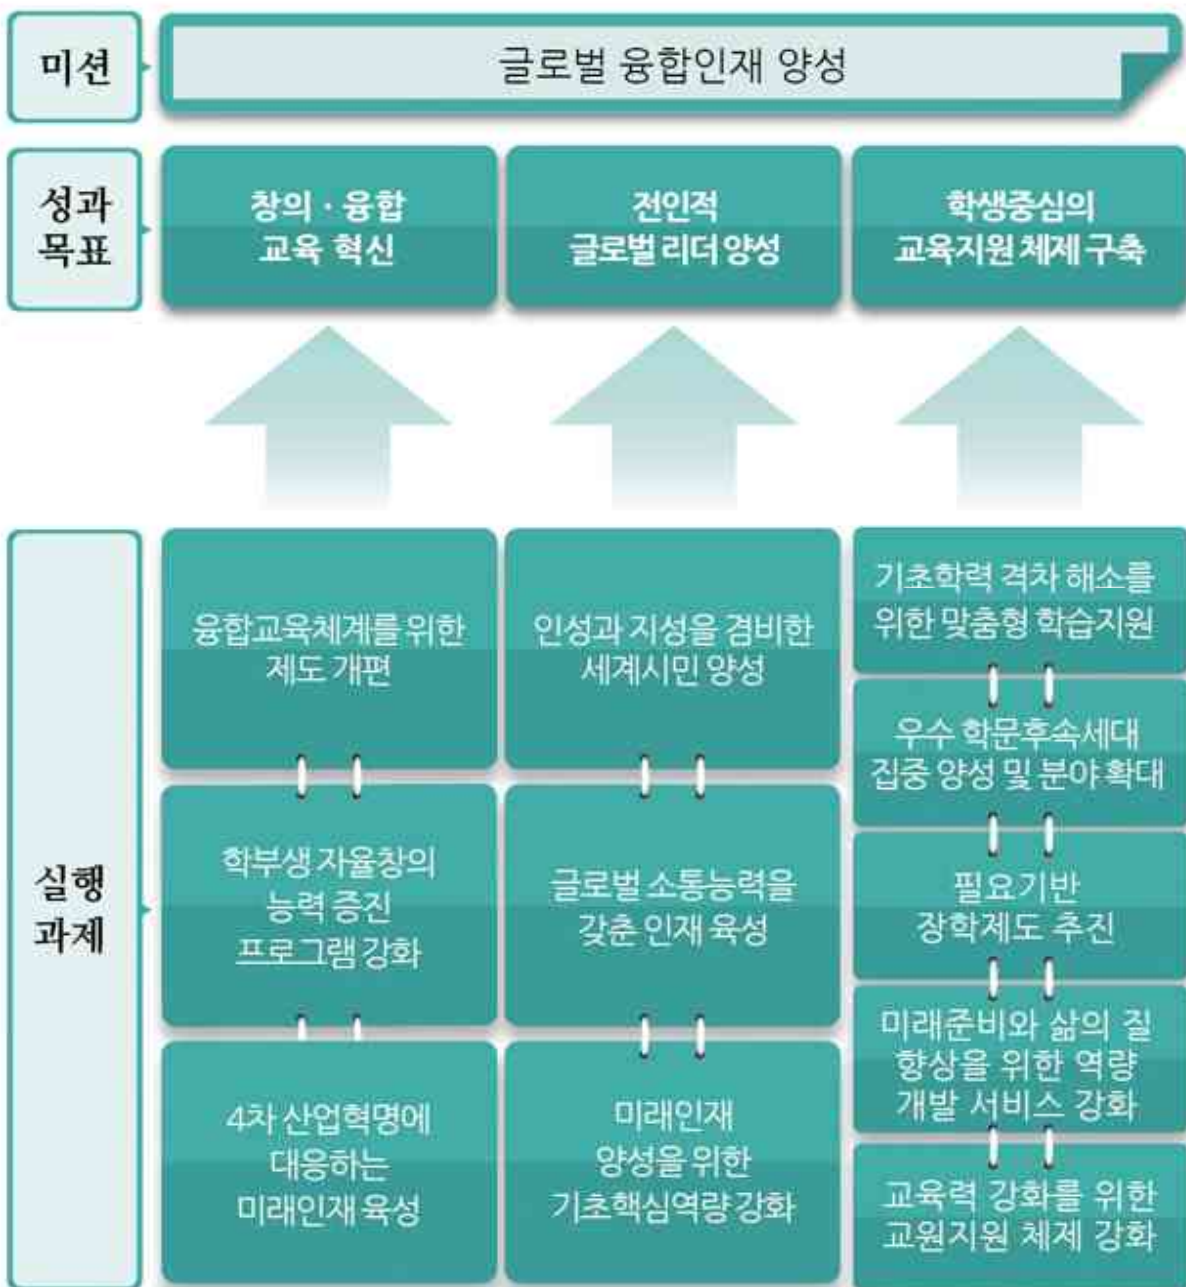 미션
글로벌 융합인재 양성
성과
목표
창의 · 융합
교육 혁신
전인적
글로벌 리더 양성
학생중심의
교육지원 체제 구축
실행
과제
융합교육체계를 위한
제도 개편
학부생 자율창의
능력 증진
프로그램 강화
4차 산업혁명에
대응하는
미래인재 육성
인성과 지성을 겸비한
세계시민 양성
글로벌 소통능력을
갖춘 인재 육성
미래인재
양성을 위한
기초핵심역량 강화
기초학력 격차 해소를
위한 맞춤형 학습지원
우수 학문후속세대
집중 양성 및 분야 확대
필요기반
장학제도 추진
미래준비와 삶의 질
향상을 위한 역량
개발 서비스 강화
교육력 강화를 위한
교원지원 체제 강화